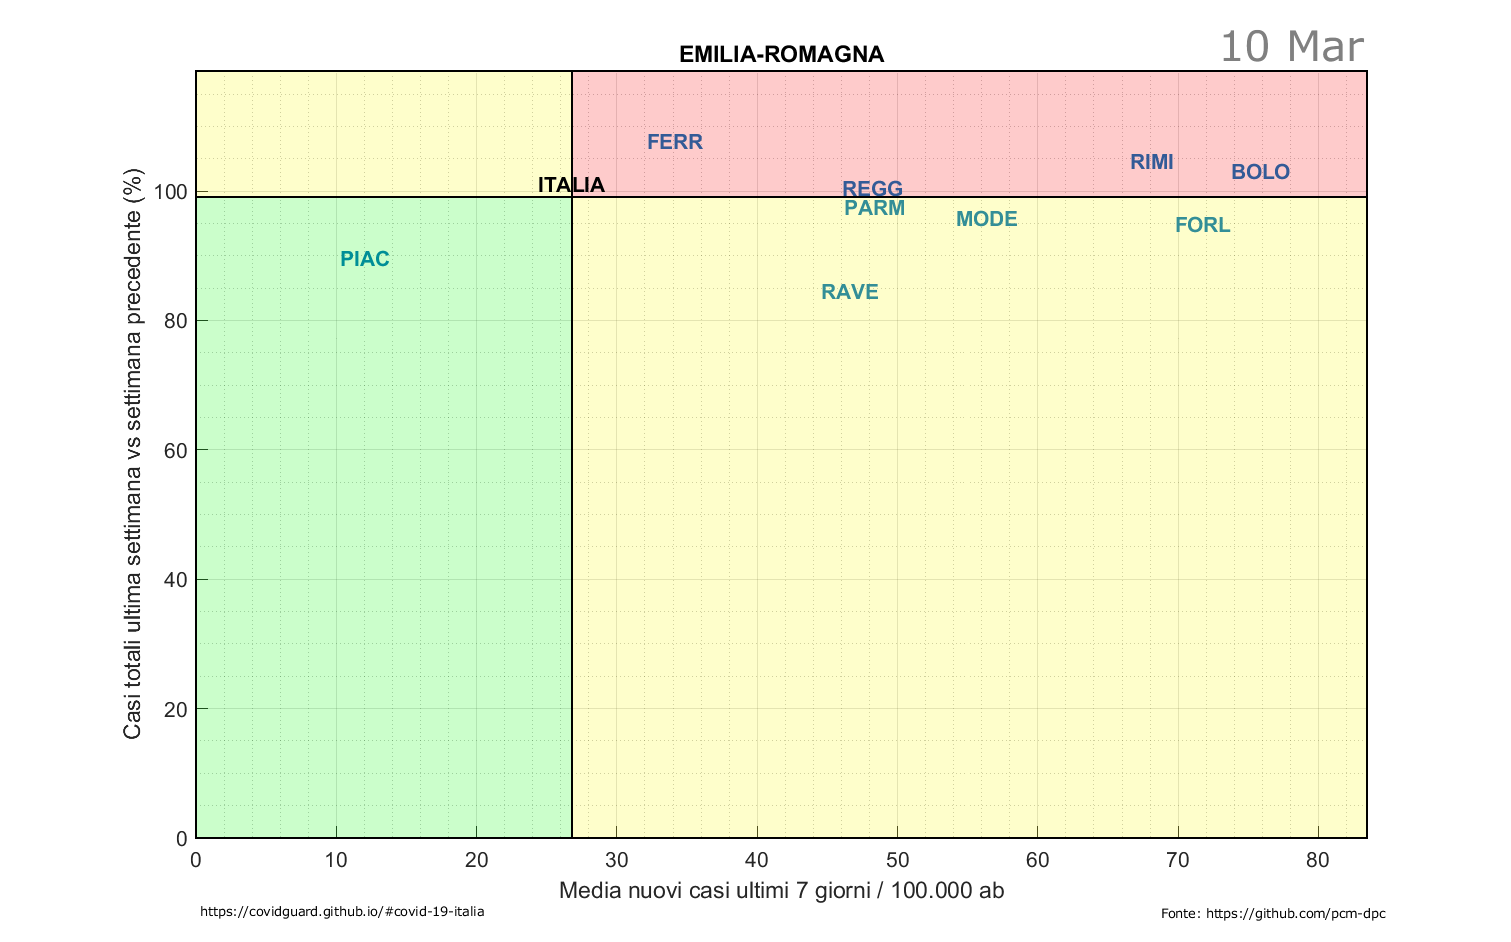 10 Mar
EMILIA-ROMAGNA
Casi totali ultima settimana vs settimana precedente (%)
100
80
60
40
20
0
FERR
RIMI
BOLO
ITALIA
REGG
PARM
MODE
FORL
PIAC
RAVE
0 10 20 30 40 50 60 70 80
Media nuovi casi ultimi 7 giorni / 100.000 ab
https://covidguard.github.io/#covid-19-italia
Fonte: https://github.com/pcm-dpc